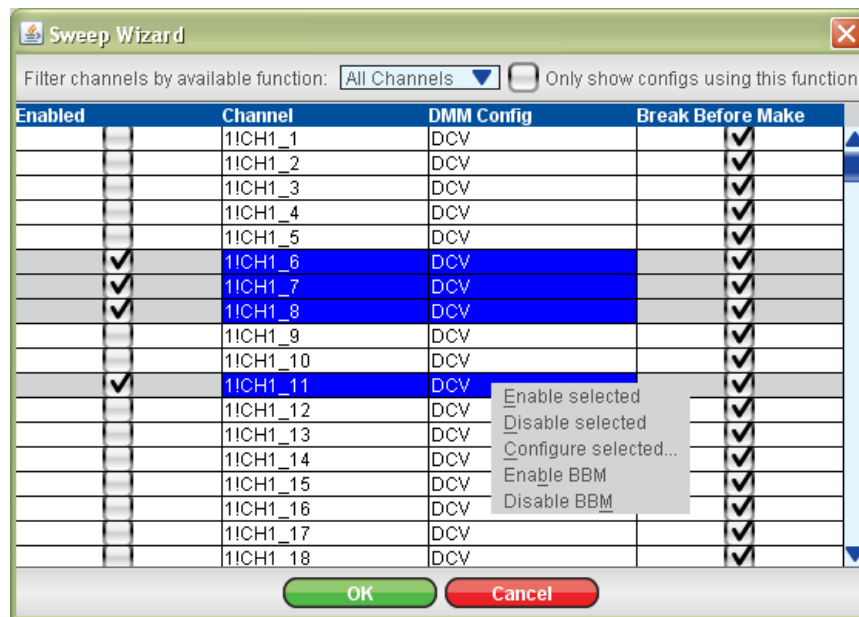 Sweep Wizard
Filter channels by available function: All Channels Only show configs using this function
Enabled Channel DMM Config Break Before Make
1!CH1_1 DCV
1!CH1_2 DCV
1!CH1_3 DCV
1!CH1_4 DCV
1!CH1_5 DCV
1!CH1_6 DCV
1!CH1_7 DCV
1!CH1_8 DCV
1!CH1_9 DCV
1!CH1_10 DCV
1!CH1_11 DCV
1!CH1_12 DCV
1!CH1_13 DCV
1!CH1_14 DCV
1!CH1_15 DCV
1!CH1_16 DCV
1!CH1_17 DCV
1!CH1_18 DCV
Enable selected
Disable selected
Configure selected...
Enable BBM
Disable BBM
OK Cancel